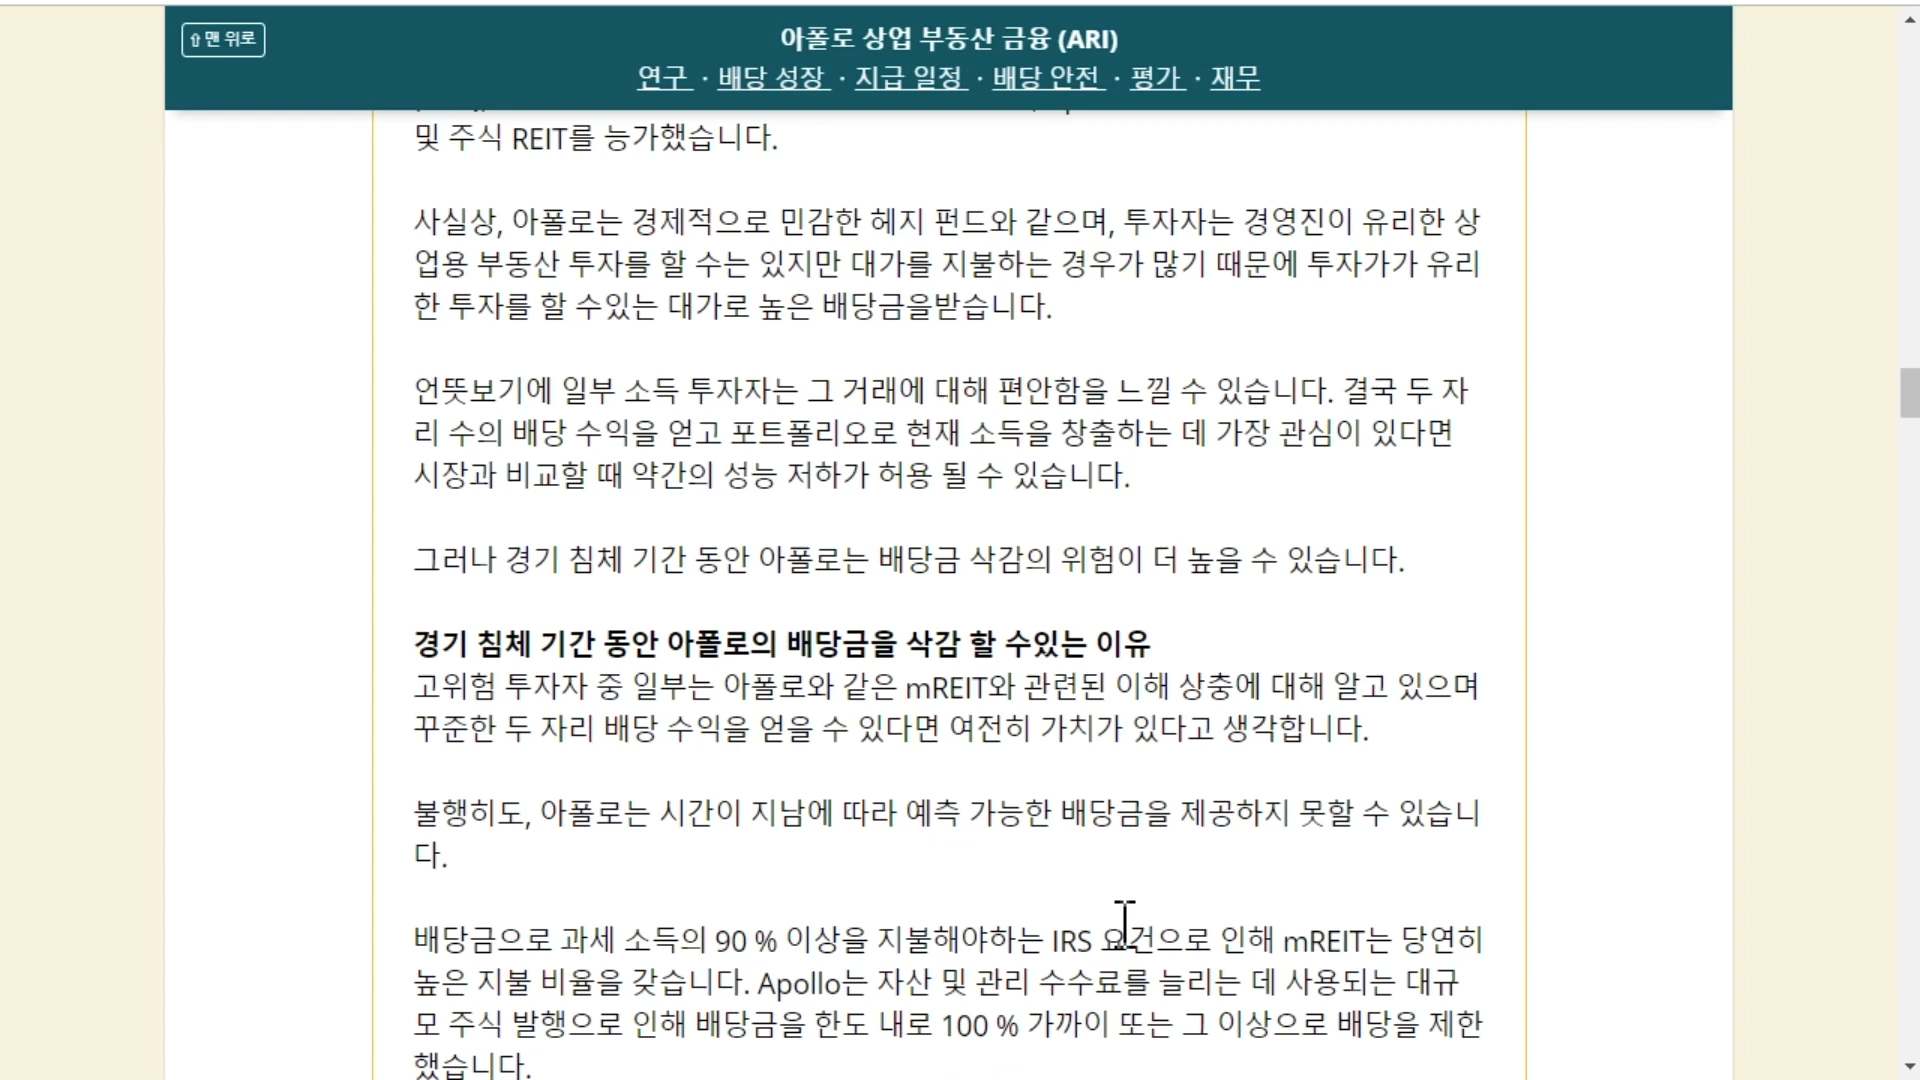 ⇧맨 위로
아폴로 상업 부동산 금융 (ARI)
연구 · 배당 성장 · 지급 일정 · 배당 안전 · 평가 · 재무
및 주식 REIT를 능가했습니다.
사실상, 아폴로는 경제적으로 민감한 헤지 펀드와 같으며, 투자자는 경영진이 유리한 상
업용 부동산 투자를 할 수는 있지만 대가를 지불하는 경우가 많기 때문에 투자가가 유리
한 투자를 할 수있는 대가로 높은 배당금을받습니다.
언뜻보기에 일부 소득 투자자는 그 거래에 대해 편안함을 느낄 수 있습니다. 결국 두 자
리 수의 배당 수익을 얻고 포트폴리오로 현재 소득을 창출하는 데 가장 관심이 있다면
시장과 비교할 때 약간의 성능 저하가 허용 될 수 있습니다.
그러나 경기 침체 기간 동안 아폴로는 배당금 삭감의 위험이 더 높을 수 있습니다.
경기 침체 기간 동안 아폴로의 배당금을 삭감 할 수있는 이유
고위험 투자자 중 일부는 아폴로와 같은 mREIT와 관련된 이해 상충에 대해 알고 있으며
꾸준한 두 자리 배당 수익을 얻을 수 있다면 여전히 가치가 있다고 생각합니다.
불행히도, 아폴로는 시간이 지남에 따라 예측 가능한 배당금을 제공하지 못할 수 있습니
다.
배당금으로 과세 소득의 90 % 이상을 지불해야하는 IRS 요건으로 인해 mREIT는 당연히
높은 지불 비율을 갖습니다. Apollo는 자산 및 관리 수수료를 늘리는 데 사용되는 대규
모 주식 발행으로 인해 배당금을 한도 내로 100 % 가까이 또는 그 이상으로 배당을 제한
했습니다.